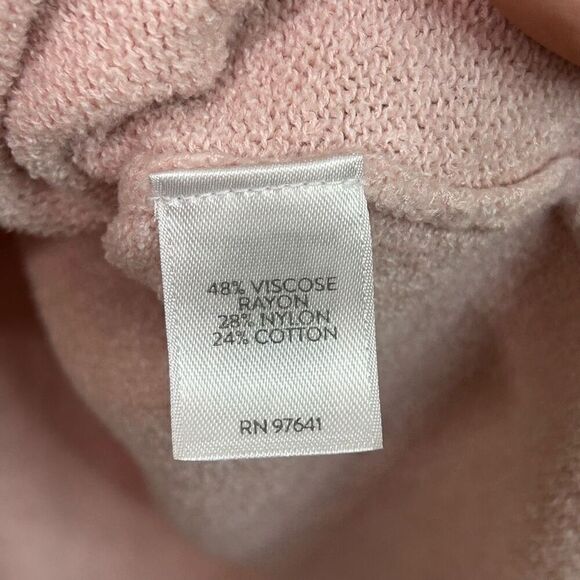 48% VISCOSE
RAYON
28% NYLON
24% COTTON
RN 97641